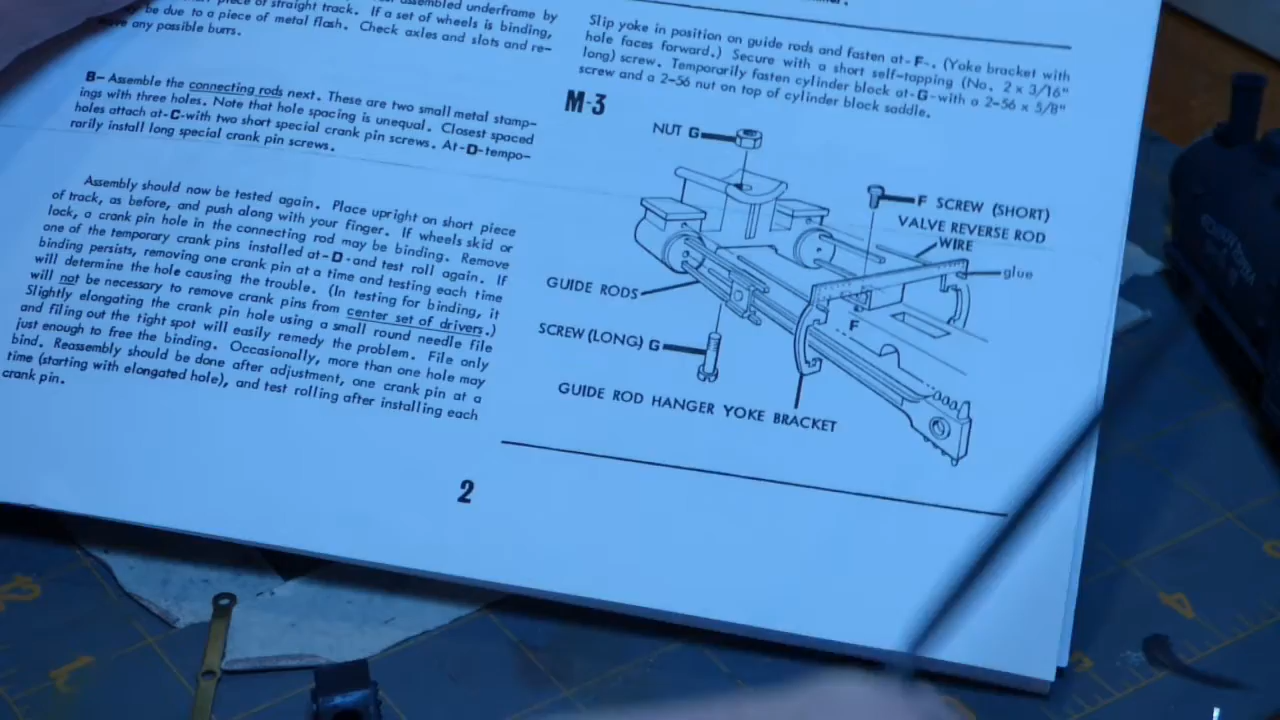 piece of straight track. If a set of wheels is binding,
assembled underframe by
be due to a piece of metal flash. Check axles and slots and re-
any possible burrs.
B- Assemble the connecting rods next. These are two small metal stamp-
ings with three holes. Note that hole spacing is unequal. Closest spaced
holes attach at-C-with two short special crank pin screws. At-D-tempo-
rarily install long special crank pin screws.
Assembly should now be tested again. Place upright on short piece
of track, as before, and push along with your finger. If wheels skid or
lock, a crank pin hole in the connecting rod may be binding. Remove
one of the temporary crank pins installed at-D-and test roll again. If
binding persists, removing one crank pin at a time and testing each time
will determine the hole causing the trouble. (In testing for binding, it
will not be necessary to remove crank pins from center set of drivers.)
Slightly elongating the crank pin hole using a small round needle file
and filing out the tight spot will easily remedy the problem. File only
just enough to free the binding. Occasionally, more than one hole may
bind. Reassembly should be done after adjustment, one crank pin at a
time (starting with elongated hole), and test rolling after installing each
crank pin.
Slip yoke in position on guide rods and fasten at-F-. (Yoke bracket with
hole faces forward.) Secure with a short self-tapping (No. 2 x 3/16"
long) screw. Temporarily fasten cylinder block at-G-with a 2-56 x 5/8"
screw and a 2-56 nut on top of cylinder block saddle.
M-3
NUT G
F SCREW (SHORT)
VALVE REVERSE ROD
WIRE
glue
GUIDE RODS
F
SCREW (LONG) G
GUIDE ROD HANGER YOKE BRACKET
2
4